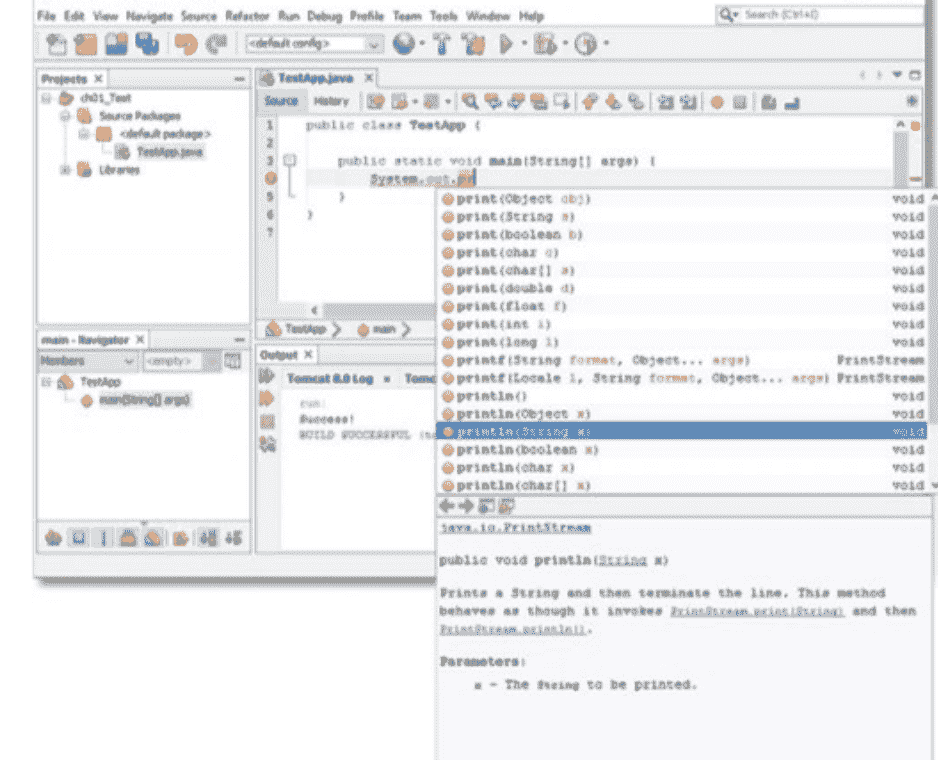 File Edit View Navigate Source Refactor Run Debug Profile Team Tools Window Help
Search (Ctrl+I)
<default config>
Projects
ch01_Test
Source Packages
<default package>
TestApp.java
Libraries
TestApp.java
Source History
1 public class TestApp {
2
3 public static void main(String[] args) {
System.out.pr
5 }
6 }
7
TestApp main
print(Object obj) void
print(String s) void
print(boolean b) void
print(char c) void
print(char[] s) void
print(double d) void
print(float f) void
print(int i) void
print(long l) void
printf(String format, Object... args) PrintStream
printf(Locale l, String format, Object... args) PrintStream
println() void
println(Object x) void
println(String x) void
println(boolean x) void
println(char x) void
println(char[] x) void
main - Navigator
Members <empty>
TestApp
main(String[] args)
Output
Tomcat 8.0 Log Tomc
run:
Success!
BUILD SUCCESSFUL
java.io.PrintStream
public void println(String x)
Prints a String and then terminate the line. This method
behaves as though it invokes PrintStream.print(String) and then
PrintStream.println().
Parameters:
x - The String to be printed.